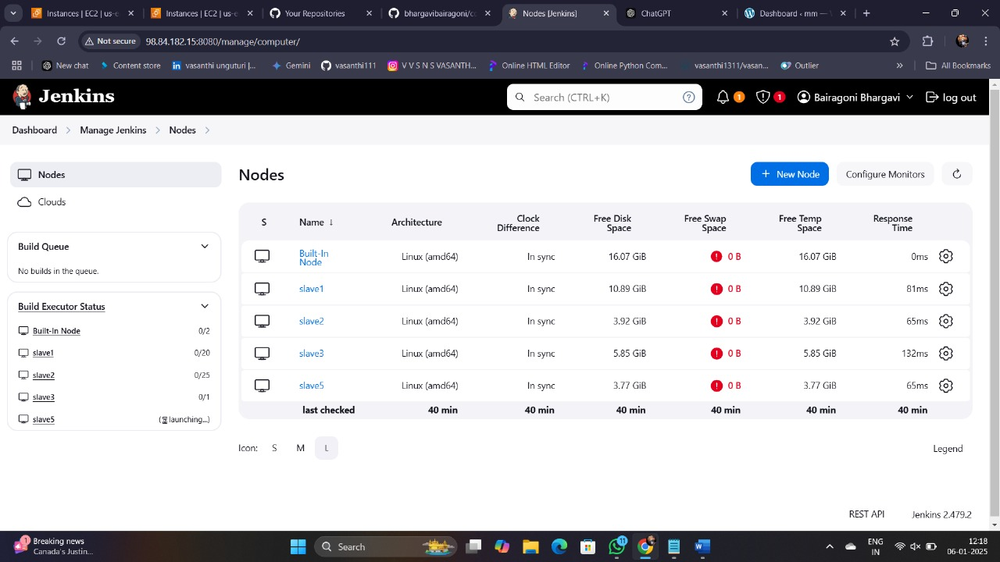 Instances | EC2 | us-e
Instances | EC2 | us-e
Your Repositories
bhargavibairagoni/cc
Nodes [Jenkins]
ChatGPT
Dashboard ‹ mm —
Not secure
98.84.182.15:8080/manage/computer/
New chat
Content store
vasanthi unguturi |...
Gemini
vasanthi111
V V S N S VASANTH...
Online HTML Editor
Online Python Com...
vasanthi1311/vasan...
Outlier
All Bookmarks
Jenkins
Search (CTRL+K)
1
1
Bairagoni Bhargavi
log out
Dashboard
Manage Jenkins
Nodes
Nodes
Clouds
Build Queue
No builds in the queue.
Build Executor Status
Built-In Node 0/2
slave1 0/20
slave2 0/25
slave3 0/1
slave5 (launching...)
Nodes
+ New Node
Configure Monitors
S Name ↓ Architecture Clock Difference Free Disk Space Free Swap Space Free Temp Space Response Time
Built-In Node Linux (amd64) In sync 16.07 GiB 0 B 16.07 GiB 0ms
slave1 Linux (amd64) In sync 10.89 GiB 0 B 10.89 GiB 81ms
slave2 Linux (amd64) In sync 3.92 GiB 0 B 3.92 GiB 65ms
slave3 Linux (amd64) In sync 5.85 GiB 0 B 5.85 GiB 132ms
slave5 Linux (amd64) In sync 3.77 GiB 0 B 3.77 GiB 65ms
last checked 40 min 40 min 40 min 40 min 40 min 40 min
Icon: S M L
Legend
REST API
Jenkins 2.479.2
1
Breaking news
Canada's Justin...
Search
11
ENG
IN
12:18
06-01-2025